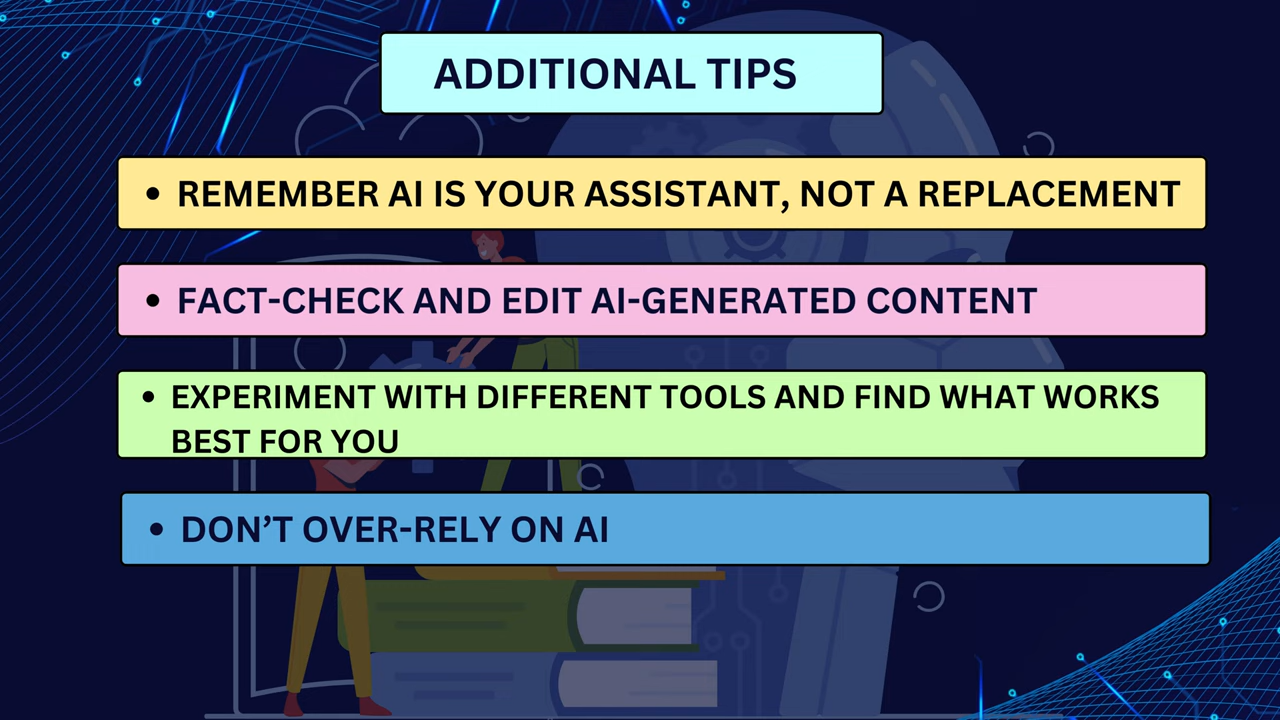 ADDITIONAL TIPS
• REMEMBER AI IS YOUR ASSISTANT, NOT A REPLACEMENT
• FACT-CHECK AND EDIT AI-GENERATED CONTENT
• EXPERIMENT WITH DIFFERENT TOOLS AND FIND WHAT WORKS
BEST FOR YOU
• DON’T OVER-RELY ON AI